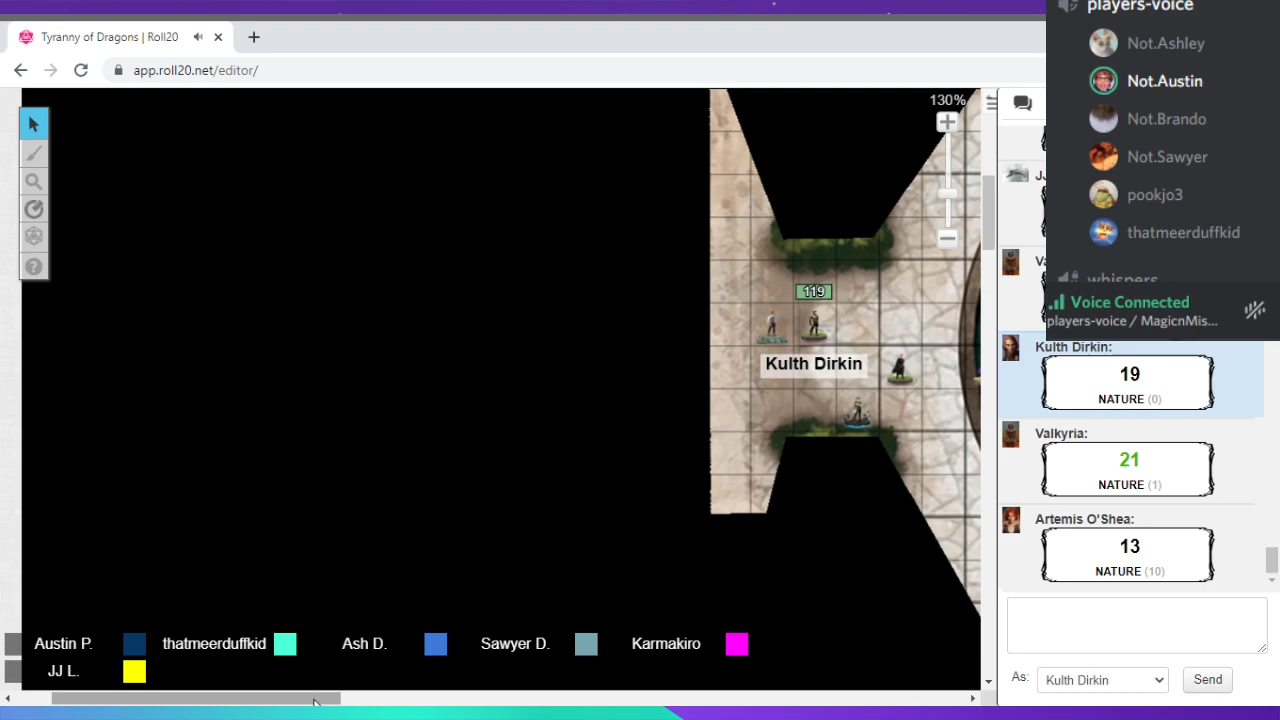 Tyranny of Dragons | Roll20
app.roll20.net/editor/
130%
119
Kulth Dirkin
Austin P.
thatmeerduffkid
Ash D.
Sawyer D.
Karmakiro
JJ L.
players-voice
Not.Ashley
Not.Austin
Not.Brando
Not.Sawyer
pookjo3
thatmeerduffkid
whispers
Voice Connected
players-voice / MagicnMis...
JJ
Va
Kulth Dirkin:
19
NATURE (0)
Valkyria:
21
NATURE (1)
Artemis O'Shea:
13
NATURE (10)
As:
Kulth Dirkin
Send